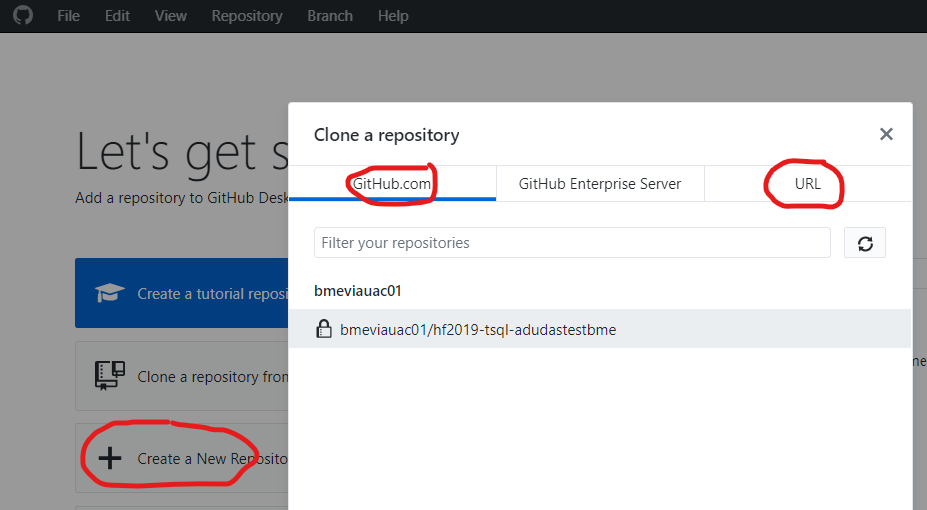 File Edit View Repository Branch Help
Let's get s
Add a repository to GitHub Desk
Create a tutorial reposi
Clone a repository from
Create a New Reposito
Clone a repository
GitHub.com GitHub Enterprise Server URL
Filter your repositories
bmeviauac01
bmeviauac01/hf2019-tsql-adudastestbme
me